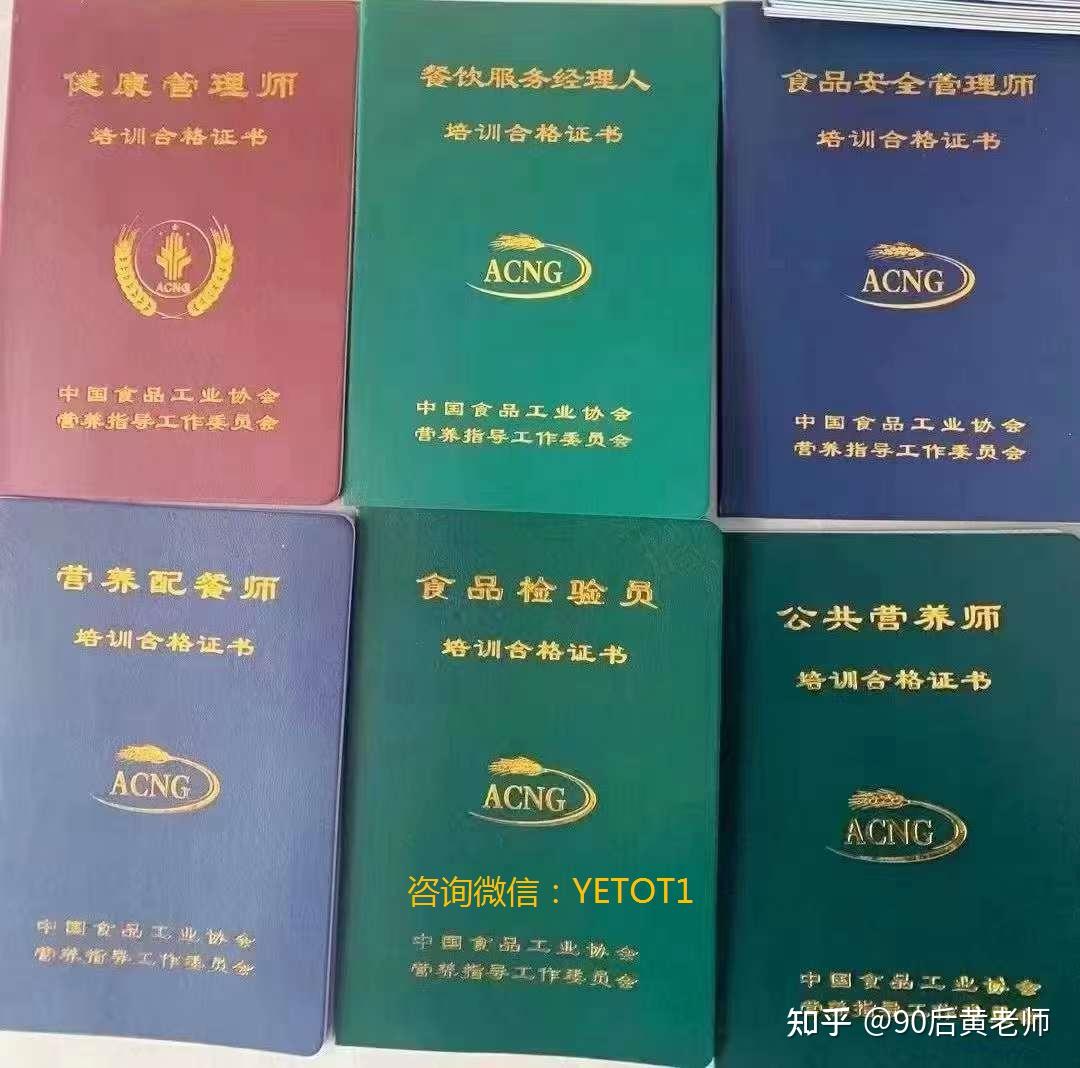 健康管理师
培训合格证书
ACNG
中国食品工业协会
营养指导工作委员会
餐饮服务经理人
培训合格证书
ACNG
中国食品工业协会
营养指导工作委员会
食品安全管理师
培训合格证书
ACNG
中国食品工业协会
营养指导工作委员会
营养配餐师
培训合格证书
ACNG
中国食品工业协会
营养指导工作委员会
食品检验员
培训合格证书
ACNG
咨询微信：YETOT1
中国食品工业协会
营养指导工作委员会
公共营养师
培训合格证书
ACNG
中国食品工业协会
营养指导工作委员会
知乎 @90后黄老师